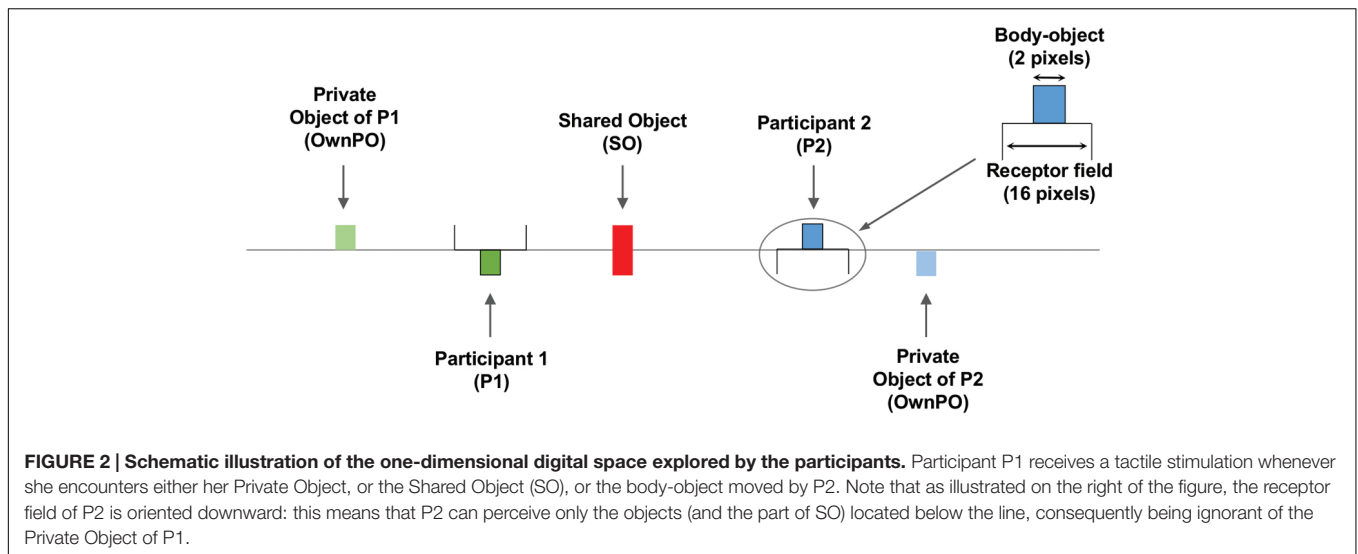 Body-object
(2 pixels)
Private
Object of P1
(OwnPO)
Shared Object
(SO)
Participant 2
(P2)
Receptor field
(16 pixels)
Participant 1
(P1)
Private
Object of P2
(OwnPO)
FIGURE 2 | Schematic illustration of the one-dimensional digital space explored by the participants. Participant P1 receives a tactile stimulation whenever
she encounters either her Private Object, or the Shared Object (SO), or the body-object moved by P2. Note that as illustrated on the right of the figure, the receptor
field of P2 is oriented downward: this means that P2 can perceive only the objects (and the part of SO) located below the line, consequently being ignorant of the
Private Object of P1.